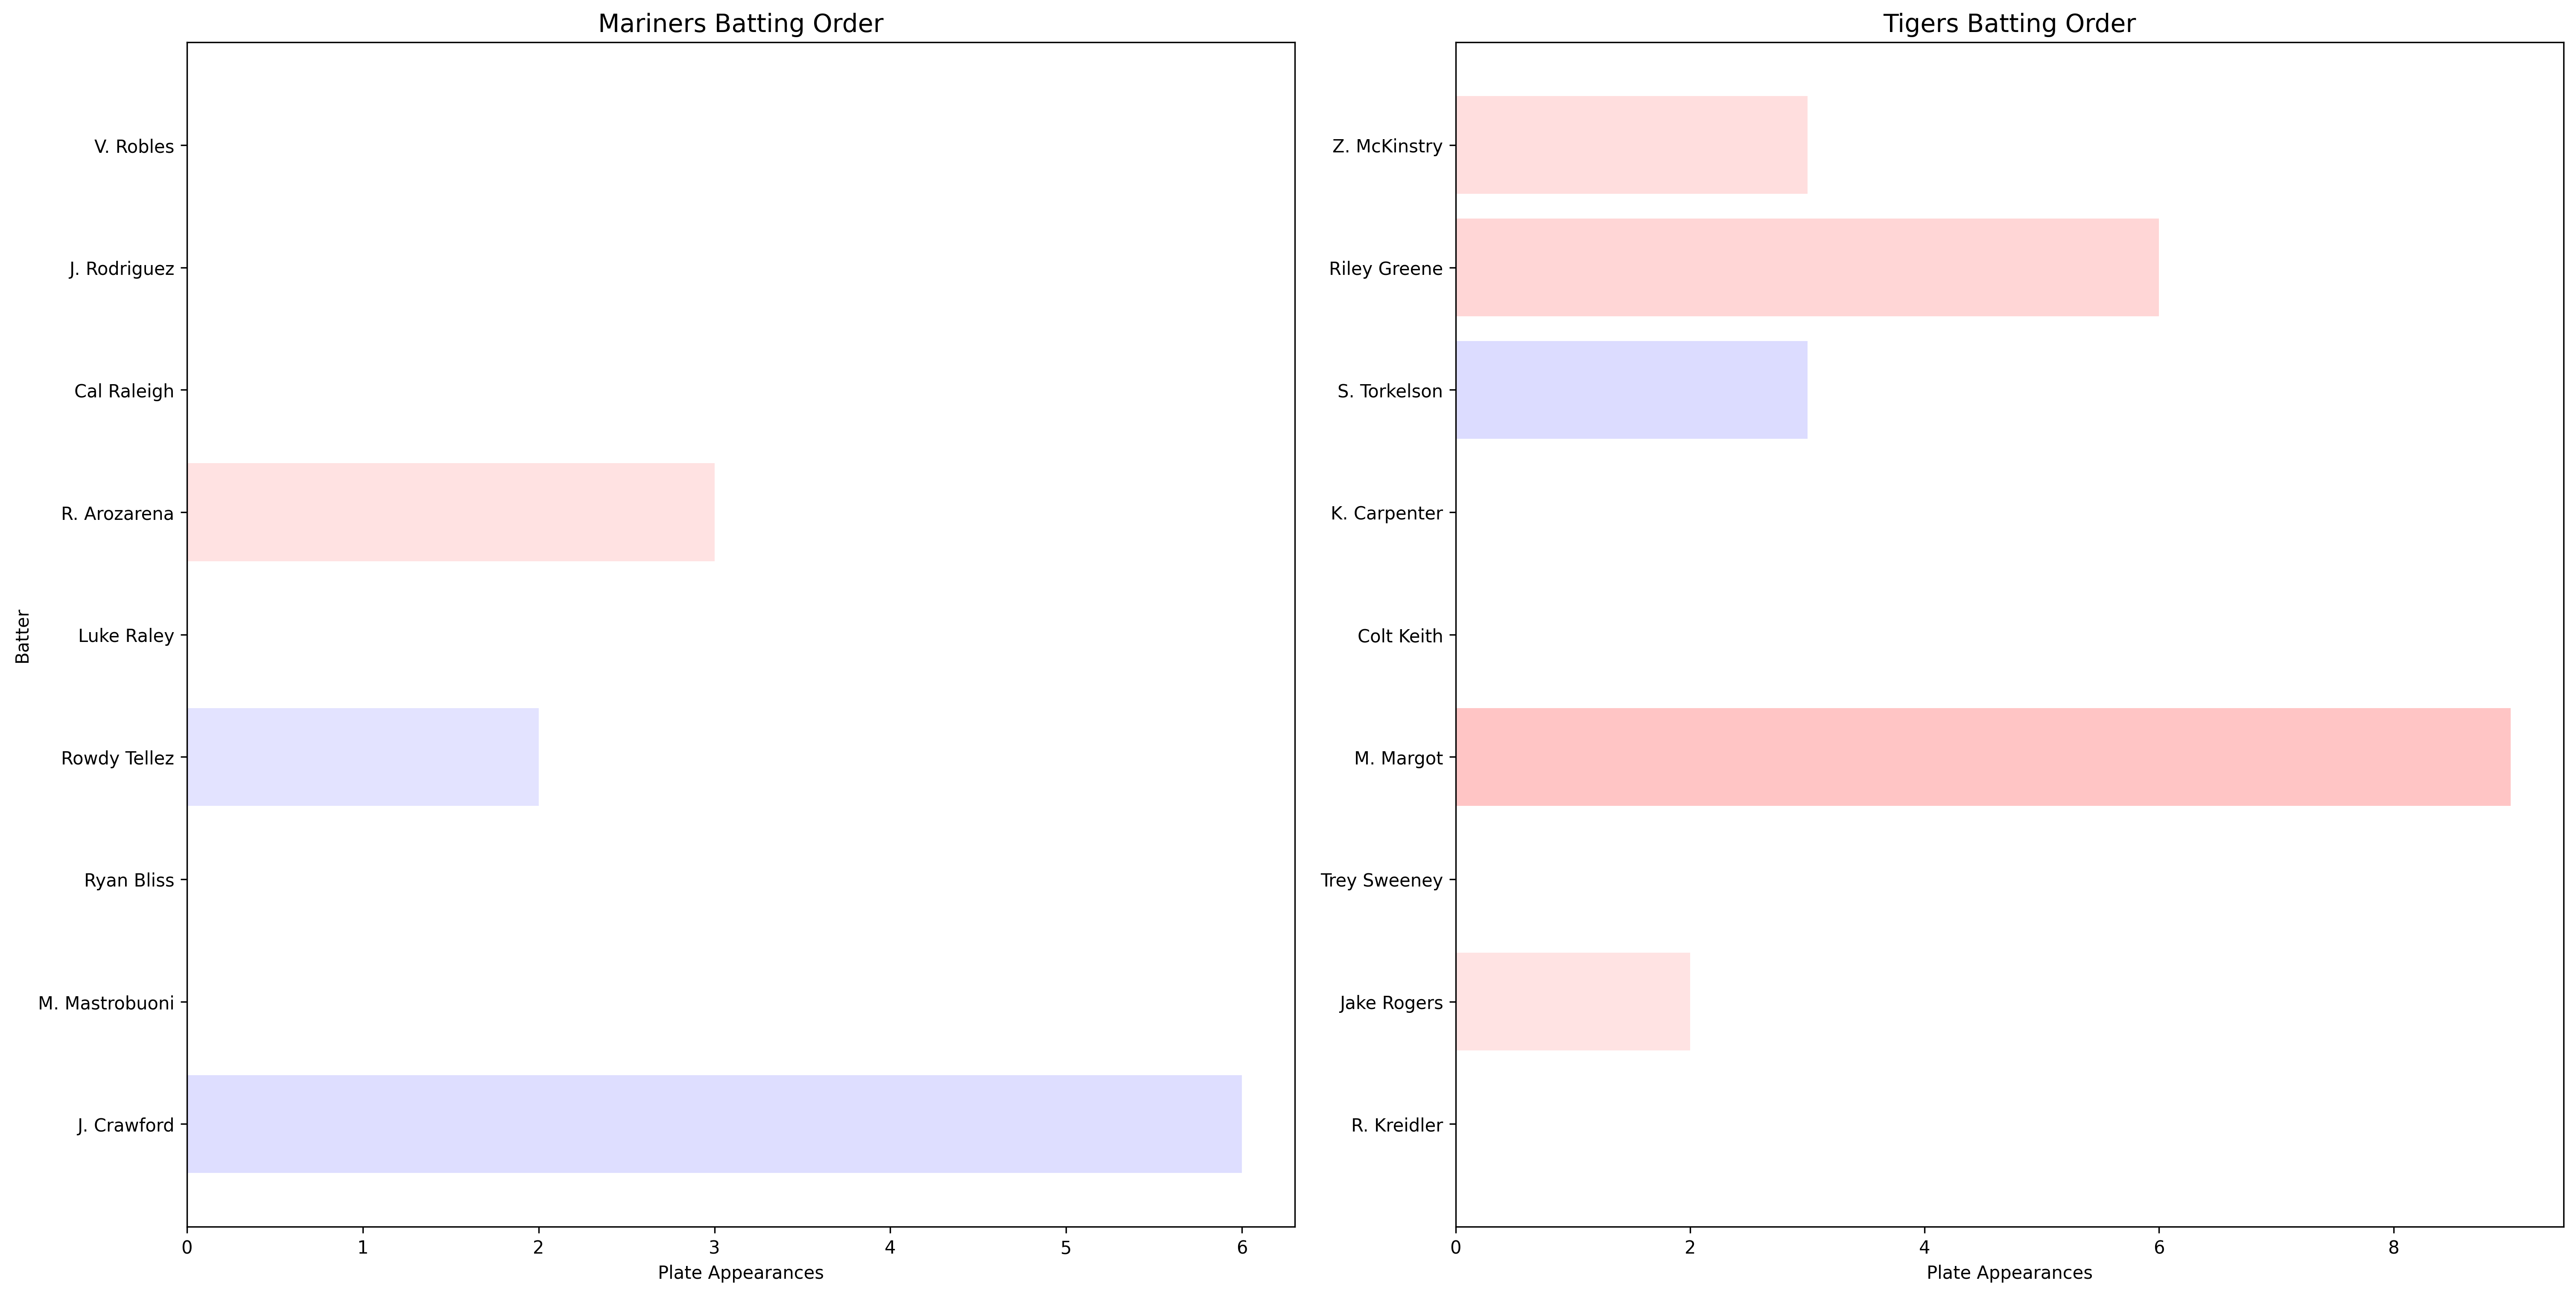 Mariners Batting Order
Batter
V. Robles
J. Rodriguez
Cal Raleigh
R. Arozarena
Luke Raley
Rowdy Tellez
Ryan Bliss
M. Mastrobuoni
J. Crawford
0 1 2 3 4 5 6
Plate Appearances
Tigers Batting Order
Z. McKinstry
Riley Greene
S. Torkelson
K. Carpenter
Colt Keith
M. Margot
Trey Sweeney
Jake Rogers
R. Kreidler
0 2 4 6 8
Plate Appearances